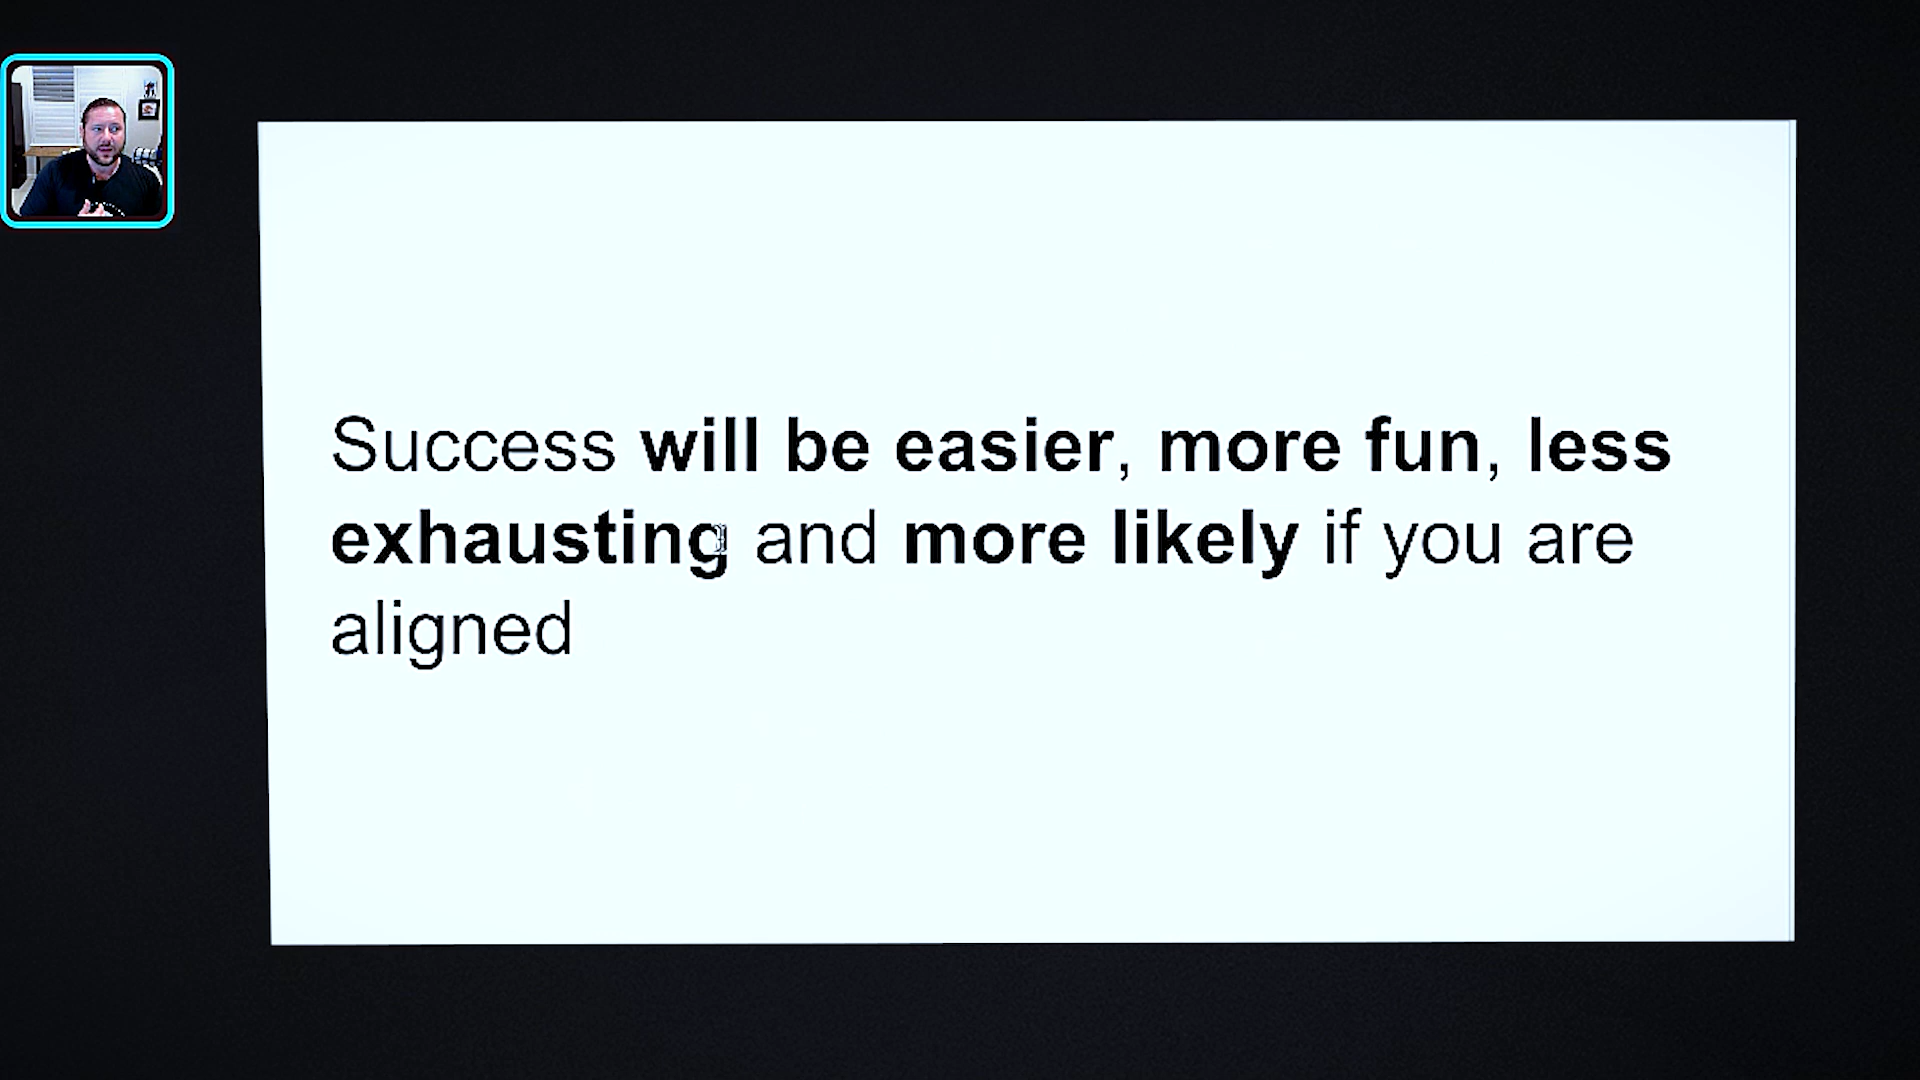 Success will be easier, more fun, less
exhausting and more likely if you are
aligned